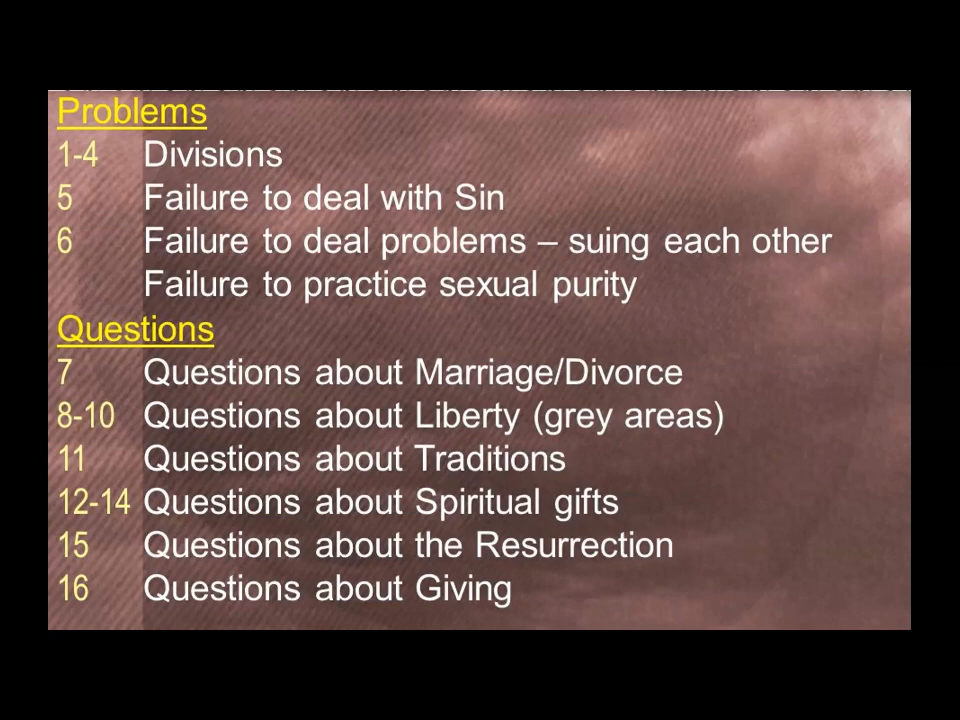 Problems
1-4 Divisions
5 Failure to deal with Sin
6 Failure to deal problems – suing each other
Failure to practice sexual purity
Questions
7 Questions about Marriage/Divorce
8-10 Questions about Liberty (grey areas)
11 Questions about Traditions
12-14 Questions about Spiritual gifts
15 Questions about the Resurrection
16 Questions about Giving